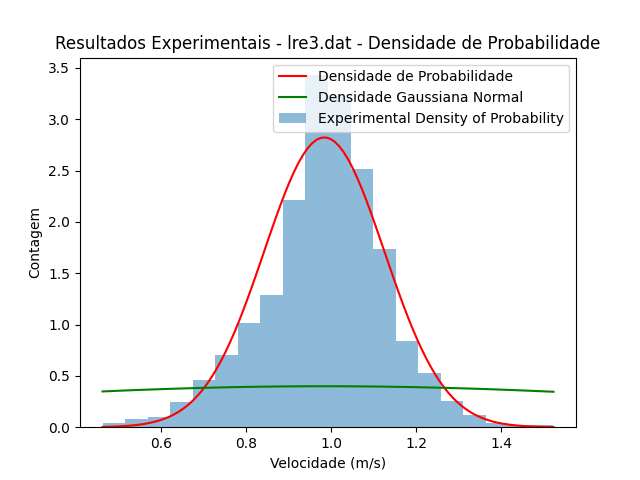 Resultados Experimentais - lre3.dat - Densidade de Probabilidade
Densidade de Probabilidade
Densidade Gaussiana Normal
Experimental Density of Probability
Contagem
3.5
3.0
2.5
2.0
1.5
1.0
0.5
0.0
0.6 0.8 1.0 1.2 1.4
Velocidade (m/s)